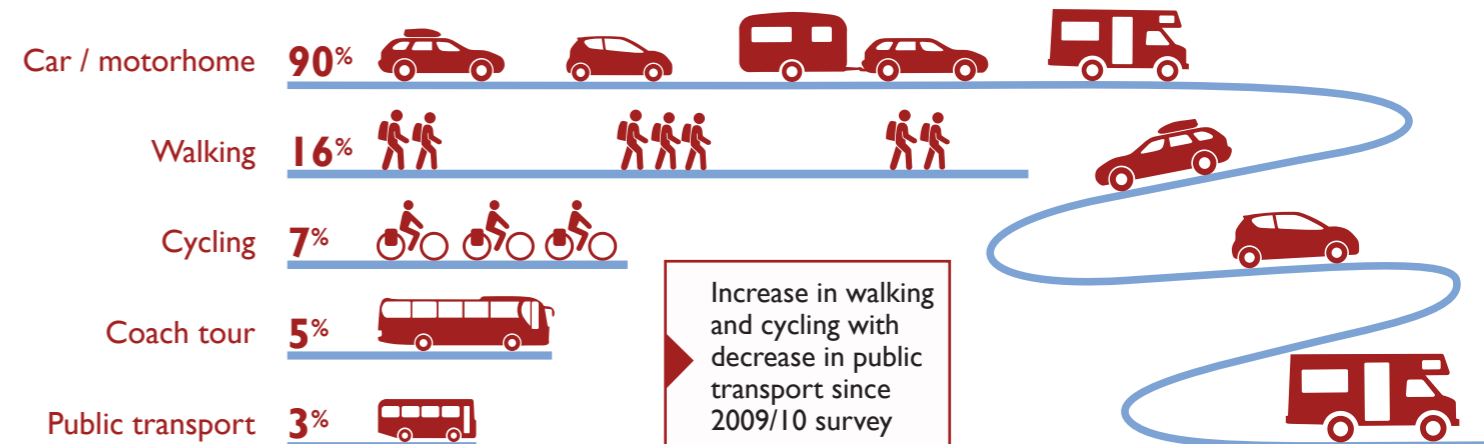 Car / motorhome 90%
Walking 16%
Cycling 7%
Coach tour 5%
Public transport 3%
Increase in walking
and cycling with
decrease in public
transport since
2009/10 survey